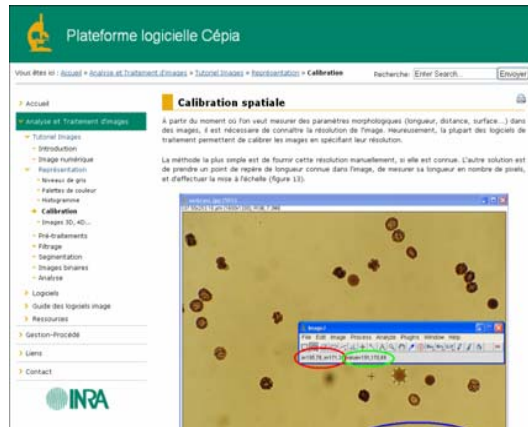 Plateforme logicielle Cépia
Vous êtes ici : Accueil » Analyse et Traitement d'images » Tutoriel Images » Représentation » Calibration
Recherche: Enter Search... Envoyer
Accueil
Analyse et Traitement d'images
Tutoriel Images
Introduction
Image numérique
Représentation
Niveaux de gris
Palettes de couleur
Histogramme
Calibration
Images 3D, 4D...
Pré-traitements
Filtrage
Segmentation
Images binaires
Analyse
Logiciels
Guide des logiciels image
Ressources
Gestion-Procédé
Liens
Contact
INRA
Calibration spatiale
A partir du moment où l'on veut mesurer des paramètres morphologiques (longueur, distance, surface...) dans
des images, il est nécessaire de connaître la résolution de l'image. Heureusement, la plupart des logiciels de
traitement permettent de calibrer les images en spécifiant leur résolution.
La méthode la plus simple est de fournir cette résolution manuellement, si elle est connue. L'autre solution est
de prendre un point de repère de longueur connue dans l'image, de mesurer sa longueur en nombre de pixels,
et d'effectuer la mise à l'échelle (figure 13).
ImageJ
File Edit Image Process Analyze Plugins Window Help